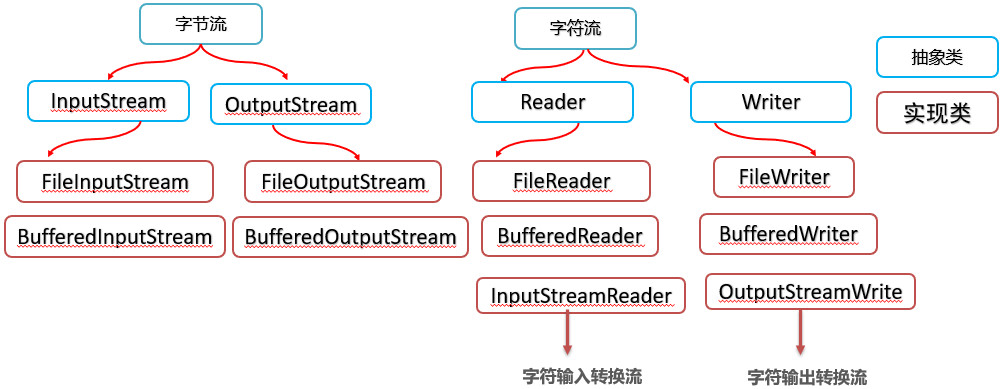 字节流
字符流
抽象类
InputStream
OutputStream
Reader
Writer
实现类
FileInputStream
FileOutputStream
FileReader
FileWriter
BufferedInputStream
BufferedOutputStream
BufferedReader
BufferedWriter
InputStreamReader
OutputStreamWrite
字符输入转换流
字符输出转换流